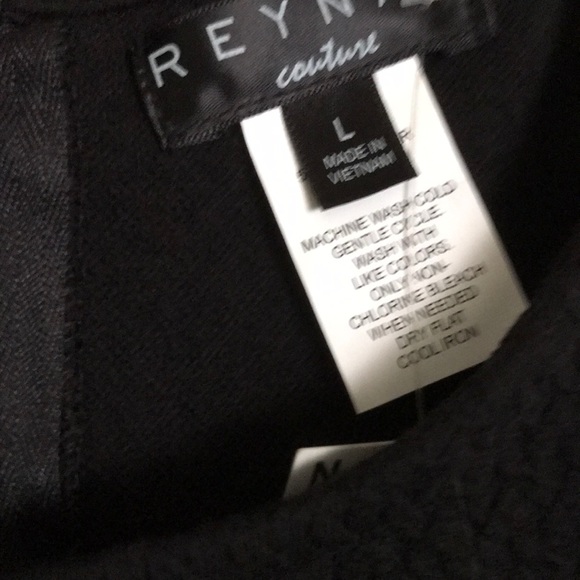 REYN
couture
L
MADE IN
VIETNAM
MACHINE WASH COLD
GENTLE CYCLE.
WASH WITH
LIKE COLORS.
ONLY NON-
CHLORINE BLEACH
WHEN NEEDED
DRY FLAT
COOL IRON.